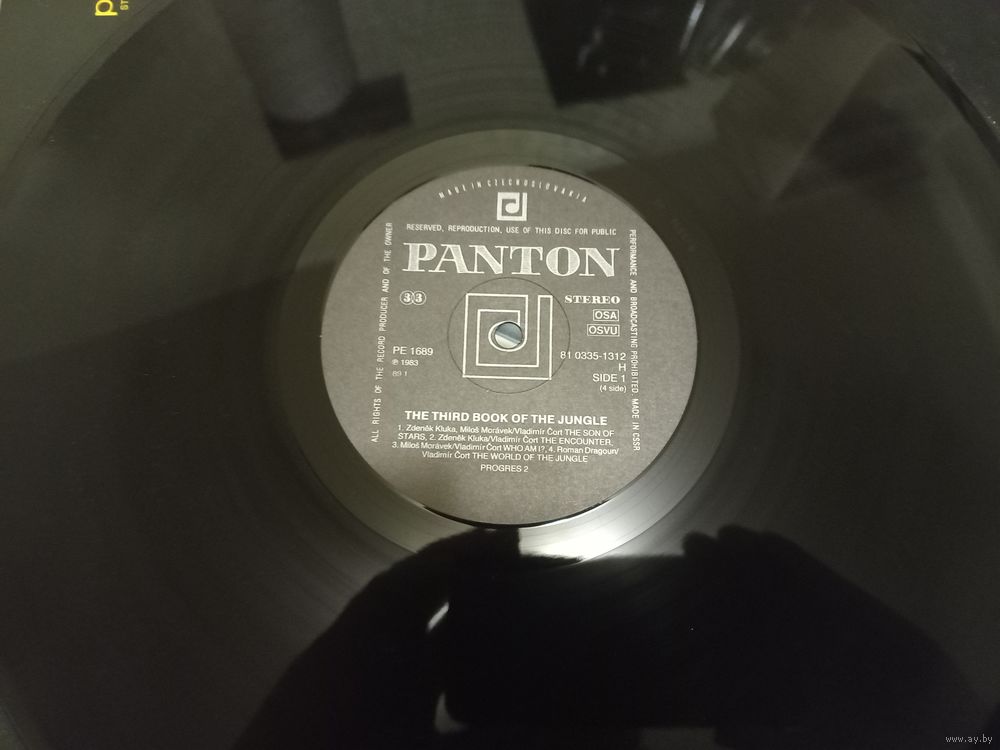 MADE IN CZECHOSLOVAKIA
RESERVED, REPRODUCTION, USE OF THIS DISC FOR PUBLIC
PERFORMANCE AND BROADCASTING PROHIBITED. MADE IN CSSR
ALL RIGHTS OF THE RECORD PRODUCER AND OF THE OWNER
PANTON
33
STEREO
OSA
OSVU
PE 1689
℗ 1983
89 1
81 0335-1312
H
SIDE 1
(4 side)
THE THIRD BOOK OF THE JUNGLE
1. Zdeněk Kluka, Miloš Morávek/Vladimír Čort THE SON OF
STARS, 2. Zdeněk Kluka/Vladimír Čort THE ENCOUNTER,
3. Miloš Morávek/Vladimír Čort WHO AM I?, 4. Roman Dragoun/
Vladimír Čort THE WORLD OF THE JUNGLE
PROGRES 2
www.ay.by